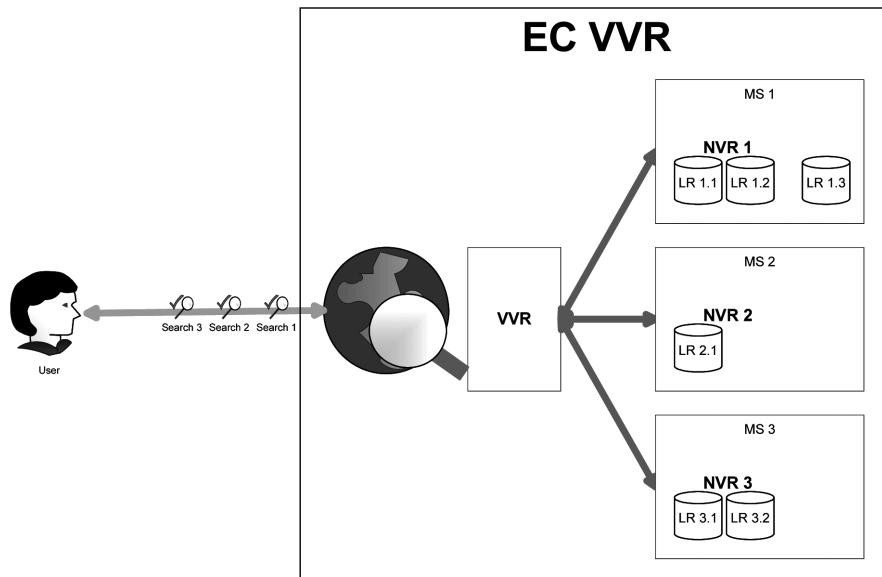 EC VVR
MS 1
NVR 1
LR 1.1
LR 1.2
LR 1.3
MS 2
VVR
NVR 2
LR 2.1
Search 3
Search 2
Search 1
User
MS 3
NVR 3
LR 3.1
LR 3.2